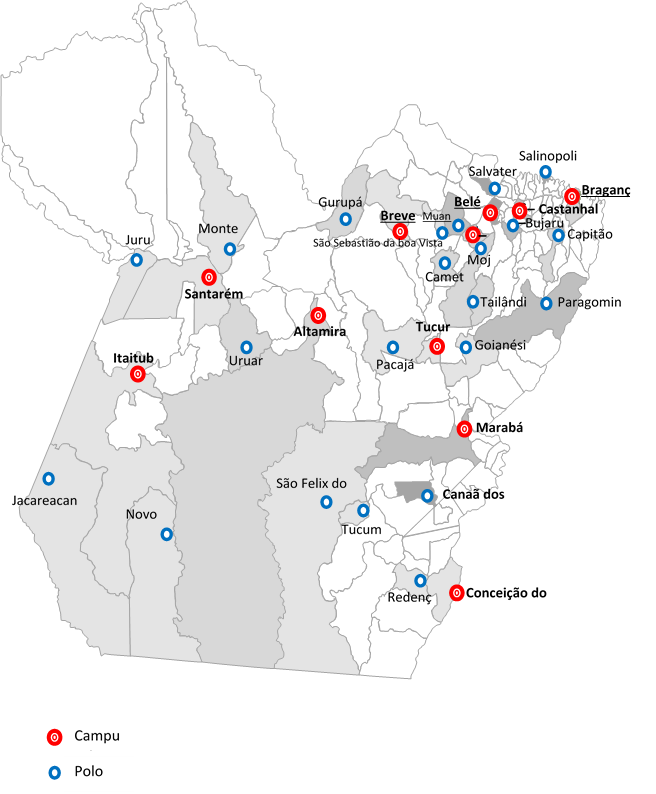 Salinopoli
Salvater
Braganç
Gurupá
Belé
Castanhal
Breve
Muan
Bujaru
Capitão
Monte
Juru
São Sebastião da boa Vista
Moj
Camet
Santarém
Tailândi
Paragomin
Altamira
Tucur
Goianési
Itaitub
Uruar
Pacajá
Marabá
São Felix do
Canaã dos
Jacareacan
Novo
Tucum
Redenç
Conceição do
Campu
Polo